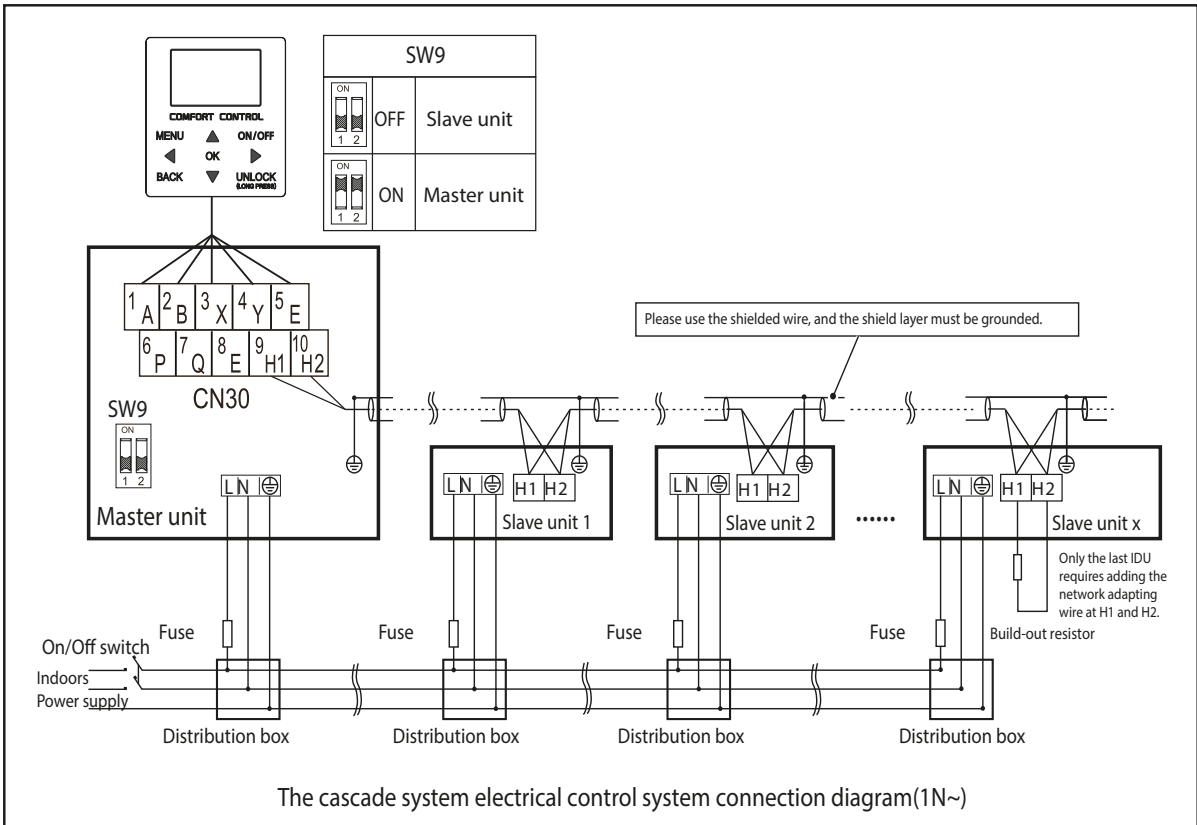 SW9
ON
1 2
OFF
Slave unit
ON
1 2
ON
Master unit
COMFORT CONTROL
MENU
ON/OFF
OK
BACK
UNLOCK
(LONG PRESS)
1 A
2 B
3 X
4 Y
5 E
6 P
7 Q
8 E
9 H1
10 H2
CN30
Please use the shielded wire, and the shield layer must be grounded.
SW9
ON
1 2
L N
Master unit
L N
H1 H2
Slave unit 1
L N
H1 H2
Slave unit 2
......
L N
H1 H2
Slave unit x
Only the last IDU
requires adding the
network adapting
wire at H1 and H2.
Build-out resistor
Fuse
Fuse
Fuse
Fuse
On/Off switch
Indoors
Power supply
Distribution box
Distribution box
Distribution box
Distribution box
The cascade system electrical control system connection diagram(1N~)